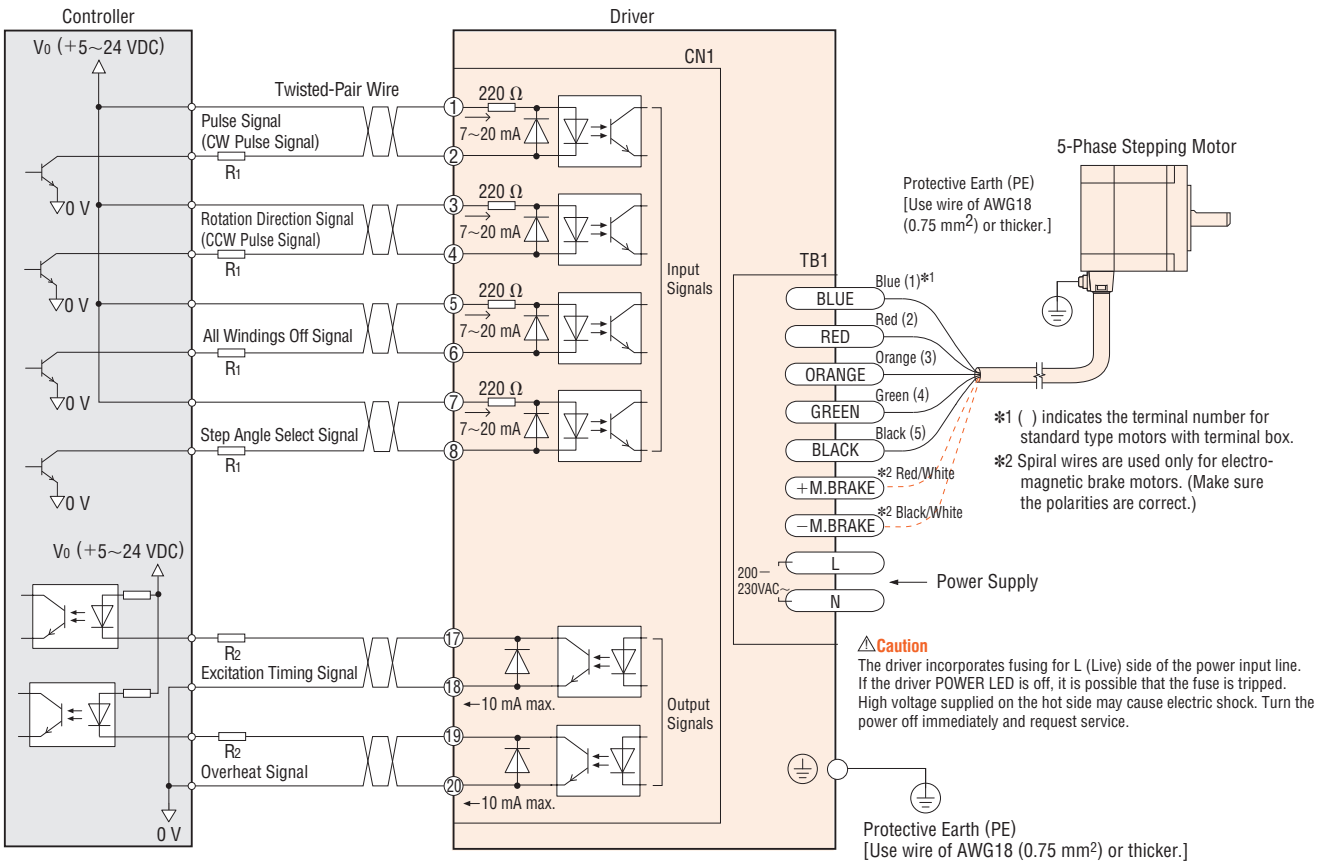 Controller
Driver
V0 (+5~24 VDC)
CN1
Twisted-Pair Wire
Pulse Signal
(CW Pulse Signal)
R1
0 V
1
220 Ω
7~20 mA
2
Rotation Direction Signal
(CCW Pulse Signal)
R1
0 V
3
220 Ω
7~20 mA
4
All Windings Off Signal
R1
0 V
5
220 Ω
7~20 mA
6
Step Angle Select Signal
R1
0 V
7
220 Ω
7~20 mA
8
Input
Signals
V0 (+5~24 VDC)
R2
Excitation Timing Signal
17
18
←10 mA max.
R2
Overheat Signal
19
20
←10 mA max.
0 V
Output
Signals
TB1
BLUE
Blue (1)*1
RED
Red (2)
ORANGE
Orange (3)
GREEN
Green (4)
BLACK
Black (5)
+M.BRAKE
*2 Red/White
−M.BRAKE
*2 Black/White
200−
230VAC~
L
N
Power Supply
5-Phase Stepping Motor
Protective Earth (PE)
[Use wire of AWG18
(0.75 mm2) or thicker.]
*1 ( ) indicates the terminal number for
standard type motors with terminal box.
*2 Spiral wires are used only for electro-
magnetic brake motors. (Make sure
the polarities are correct.)
Caution
The driver incorporates fusing for L (Live) side of the power input line.
If the driver POWER LED is off, it is possible that the fuse is tripped.
High voltage supplied on the hot side may cause electric shock. Turn the
power off immediately and request service.
Protective Earth (PE)
[Use wire of AWG18 (0.75 mm2) or thicker.]